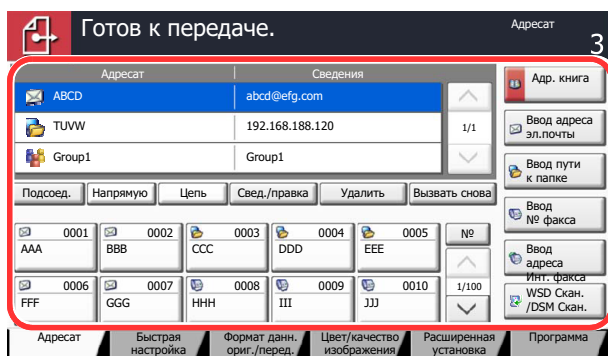 Готов к передаче.
Адресат
3
Адресат Сведения
ABCD abcd@efg.com
TUVW 192.168.188.120
Group1 Group1
1/1
Подсоед. Напрямую Цепь Свед./правка Удалить Вызвать снова
0001 0002 0003 0004 0005 №
AAA BBB CCC DDD EEE
0006 0007 0008 0009 0010 1/100
FFF GGG HHH III JJJ
Адр. книга
Ввод адреса
эл.почты
Ввод пути
к папке
Ввод
№ факса
Ввод
адреса
Инт. факса
WSD Скан.
/DSM Скан.
Адресат
Быстрая
настройка
Формат данн.
ориг./перед.
Цвет/качество
изображения
Расширенная
установка
Программа